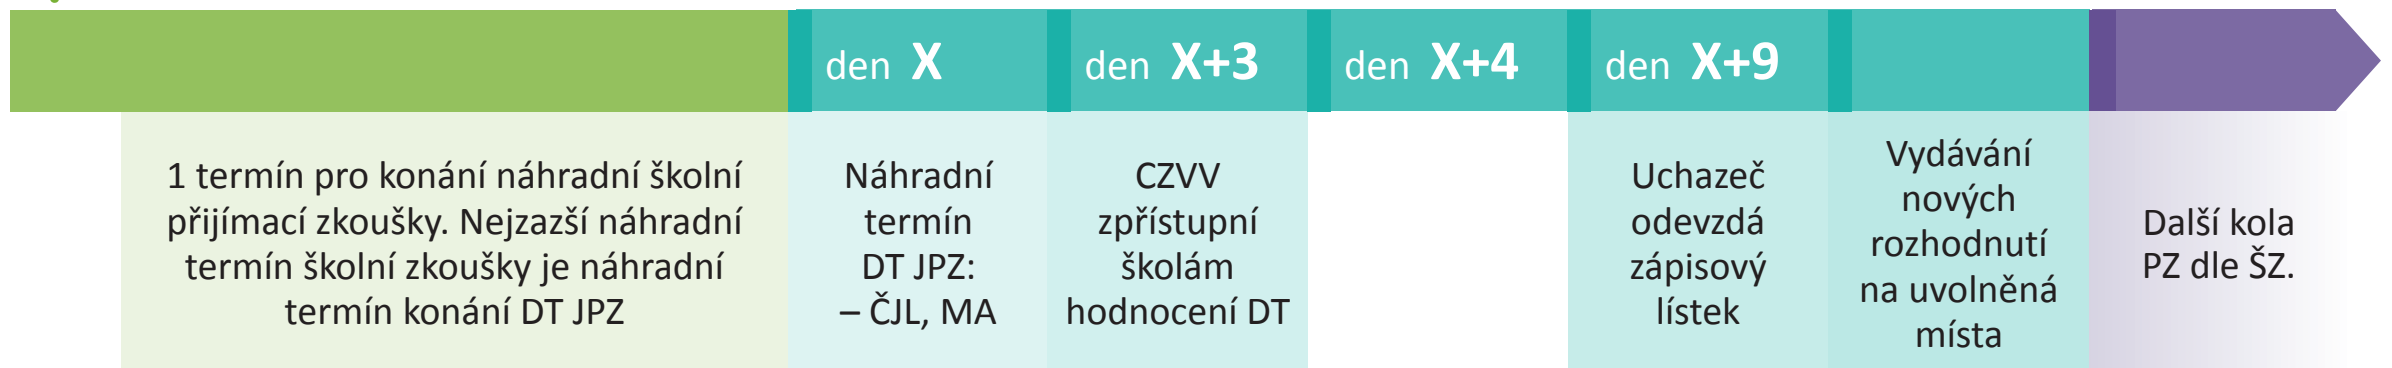 den X
den X+3
den X+4
den X+9
1 termín pro konání náhradní školní
přijímací zkoušky. Nejzazší náhradní
termín školní zkoušky je náhradní
termín konání DT JPZ
Náhradní
termín
DT JPZ:
– ČJL, MA
CZVV
zpřístupní
školám
hodnocení DT
Uchazeč
odevzdá
zápisový
lístek
Vydávání
nových
rozhodnutí
na uvolněná
místa
Další kola
PZ dle ŠZ.